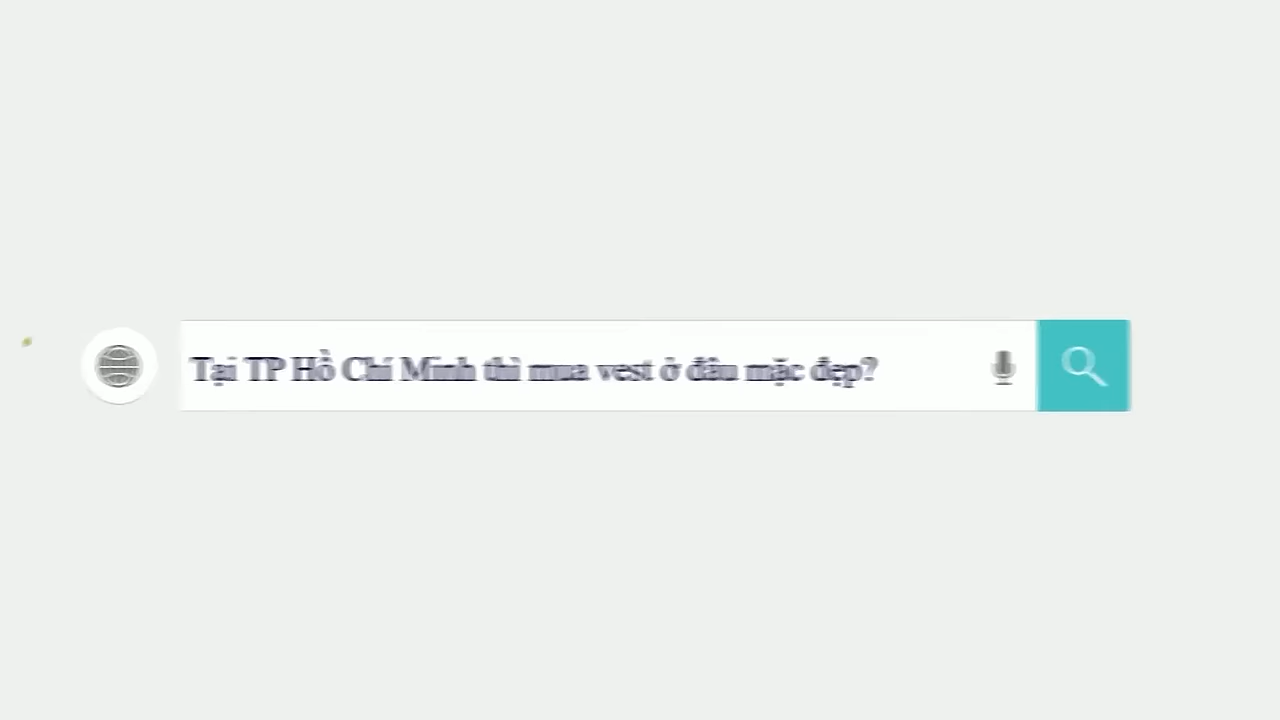 Tại TP Hồ Chí Minh thì mua vest ở đâu mặc đẹp?